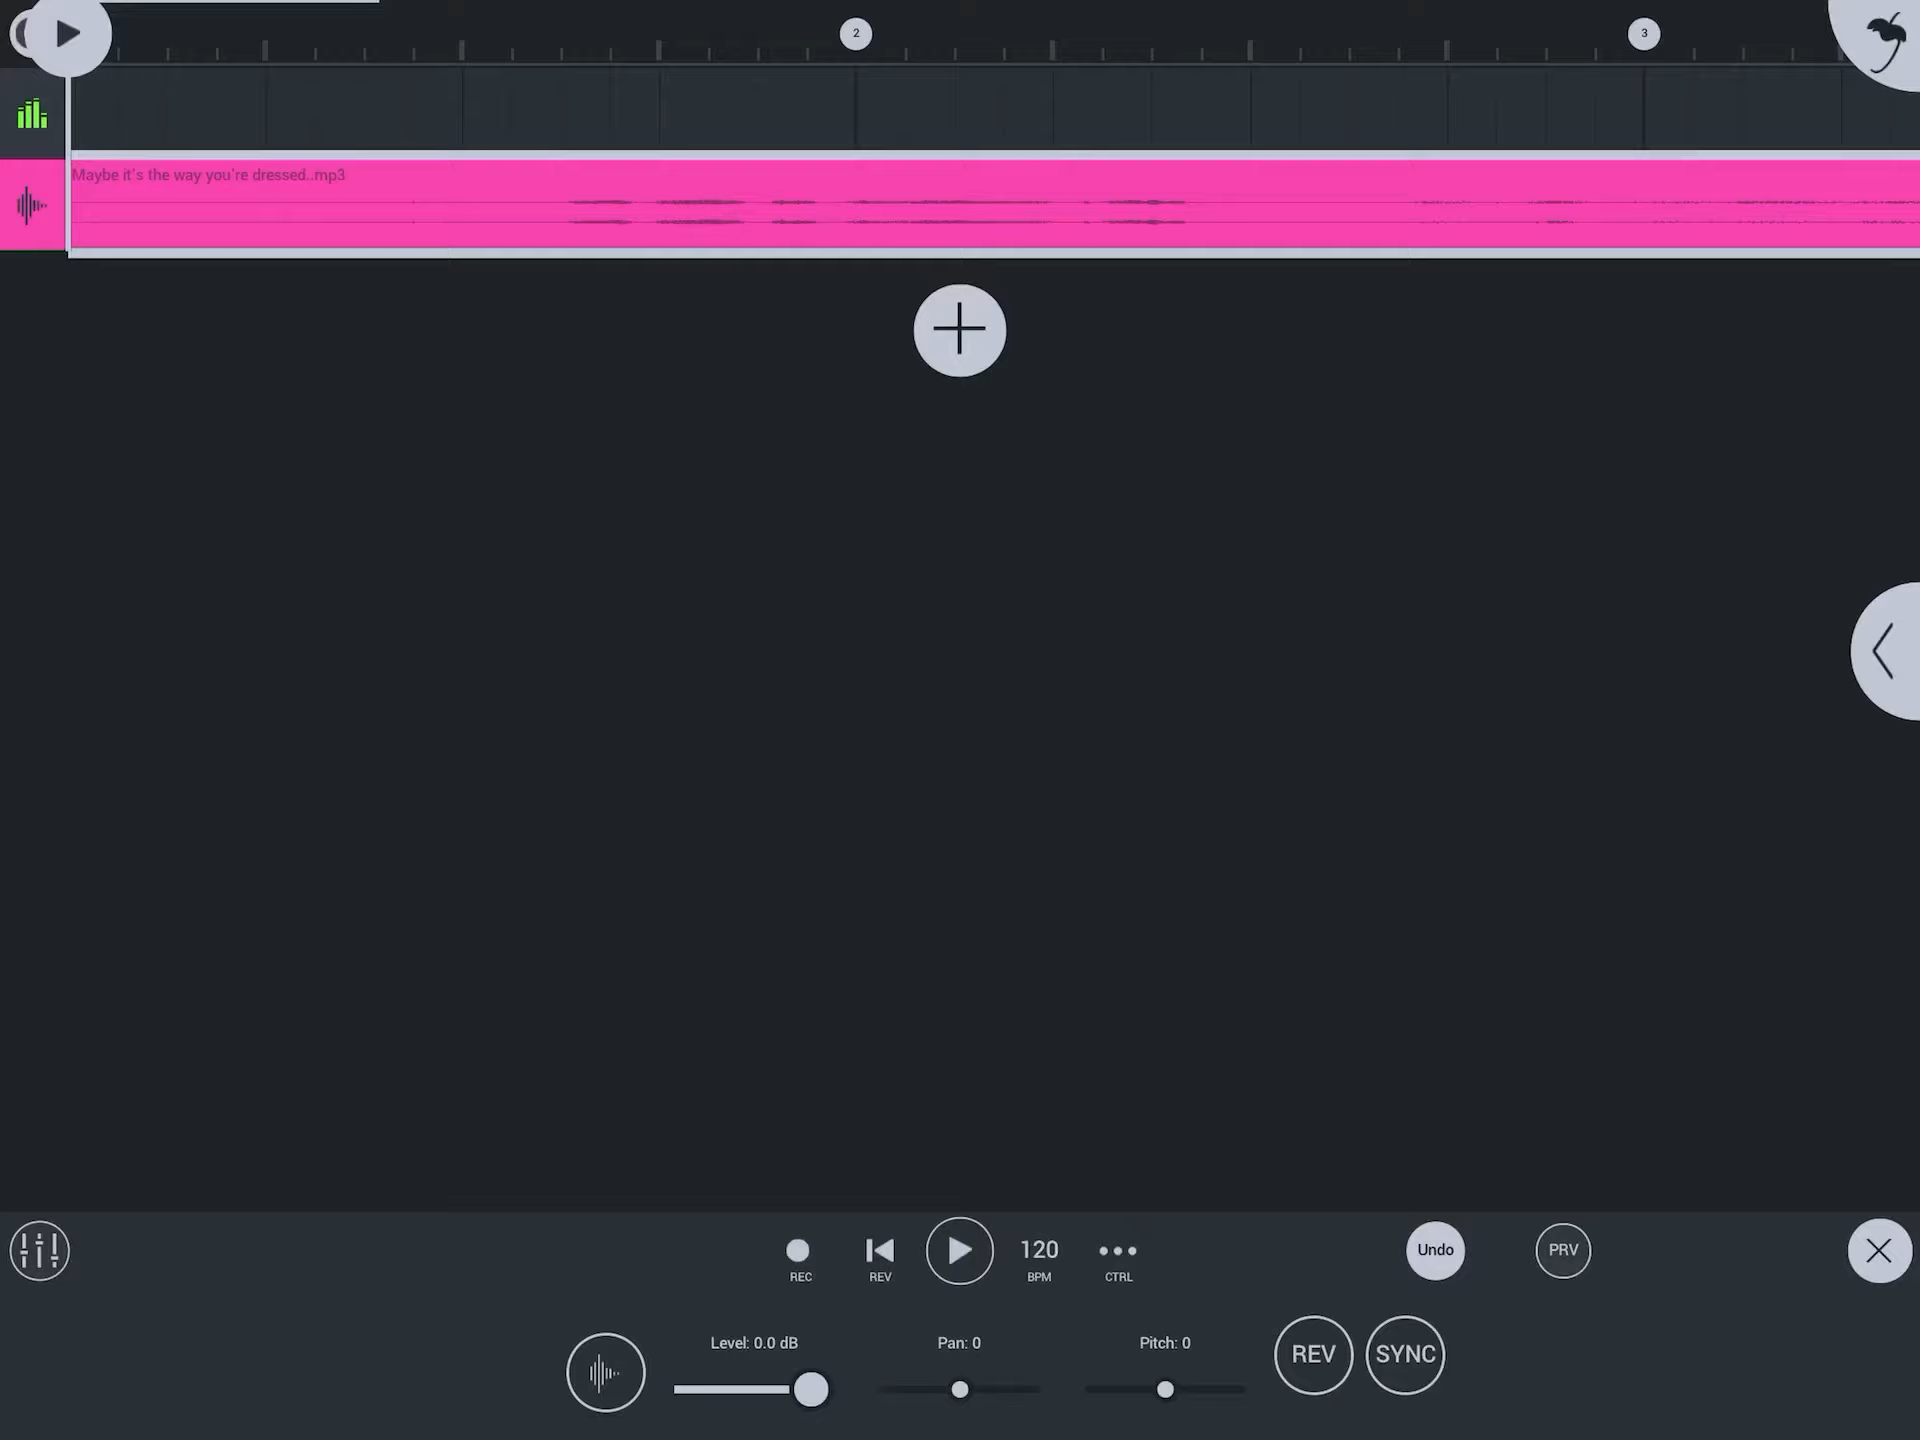 2
3
Maybe it's the way you're dressed..mp3
120
Undo
PRV
REC
REV
BPM
CTRL
Level: 0.0 dB
Pan: 0
Pitch: 0
REV
SYNC